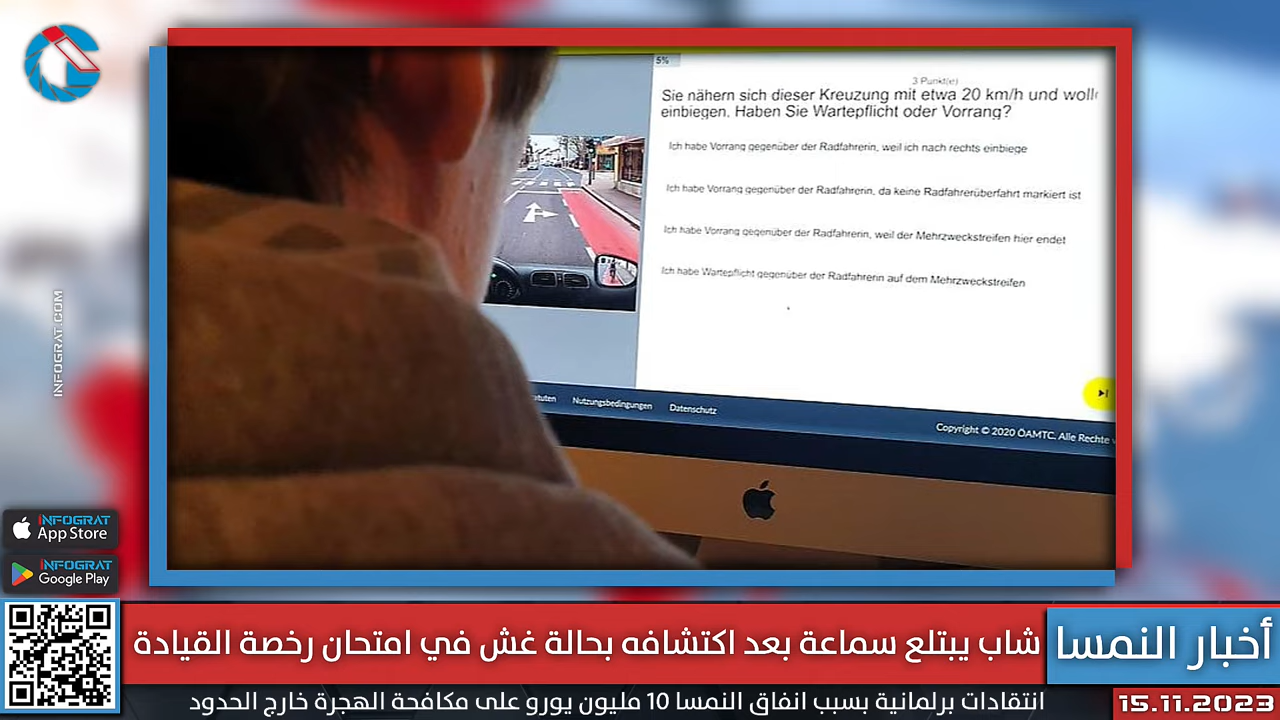 5%
3 Punkt(e)
Sie nähern sich dieser Kreuzung mit etwa 20 km/h und
einbiegen. Haben Sie Wartepflicht oder Vorrang?
Ich habe Vorrang gegenüber der Radfahrerin, weil ich nach rechts einbiege
Ich habe Vorrang gegenüber der Radfahrerin, da keine Radfahrerüberfahrt markiert ist
Ich habe Vorrang gegenüber der Radfahrerin, weil der Mehrzweckstreifen hier endet
Ich habe Wartepflicht gegenüber der Radfahrerin auf dem Mehrzweckstreifen
Nutzungsbedingungen Datenschutz
Copyright © 2020 ÖAMTC. Alle Rechte
INFOGRAT.COM
INFOGRAT
App Store
INFOGRAT
Google Play
أخبار النمسا
شاب يبتلع سماعة بعد اكتشافه بحالة غش في امتحان رخصة القيادة
15.11.2023
انتقادات برلمانية بسبب انفاق النمسا 10 مليون يورو على مكافحة الهجرة خارج الحدود